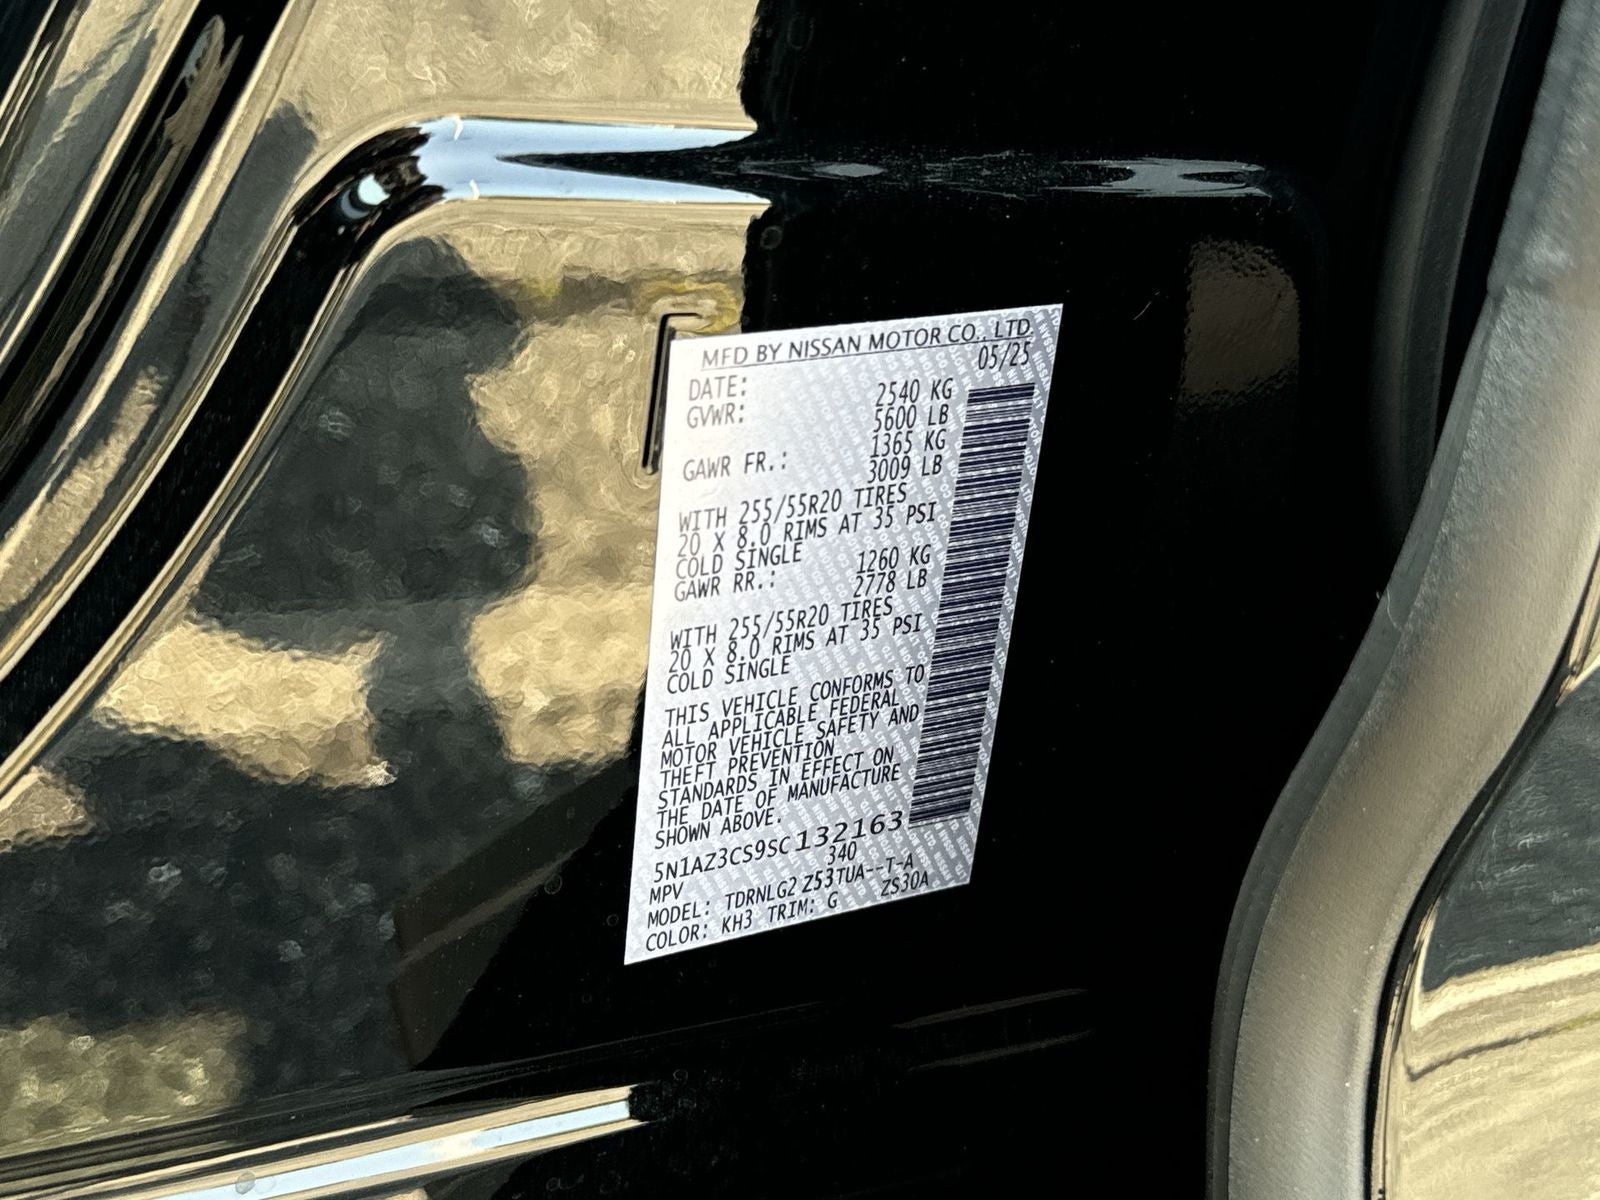 MFD BY NISSAN MOTOR CO., LTD.
DATE: 05/25
GVWR: 2540 KG
5600 LB
GAWR FR.: 1365 KG
3009 LB
WITH 255/55R20 TIRES
20 X 8.0 RIMS AT 35 PSI
COLD SINGLE
GAWR RR.: 1260 KG
2778 LB
WITH 255/55R20 TIRES
20 X 8.0 RIMS AT 35 PSI
COLD SINGLE
THIS VEHICLE CONFORMS TO
ALL APPLICABLE FEDERAL
MOTOR VEHICLE SAFETY AND
THEFT PREVENTION
STANDARDS IN EFFECT ON
THE DATE OF MANUFACTURE
SHOWN ABOVE.
5N1AZ3CS9SC132163
MPV 340
MODEL: TDRNLG2 Z53TUA--T-A
COLOR: KH3 TRIM: G ZS30A